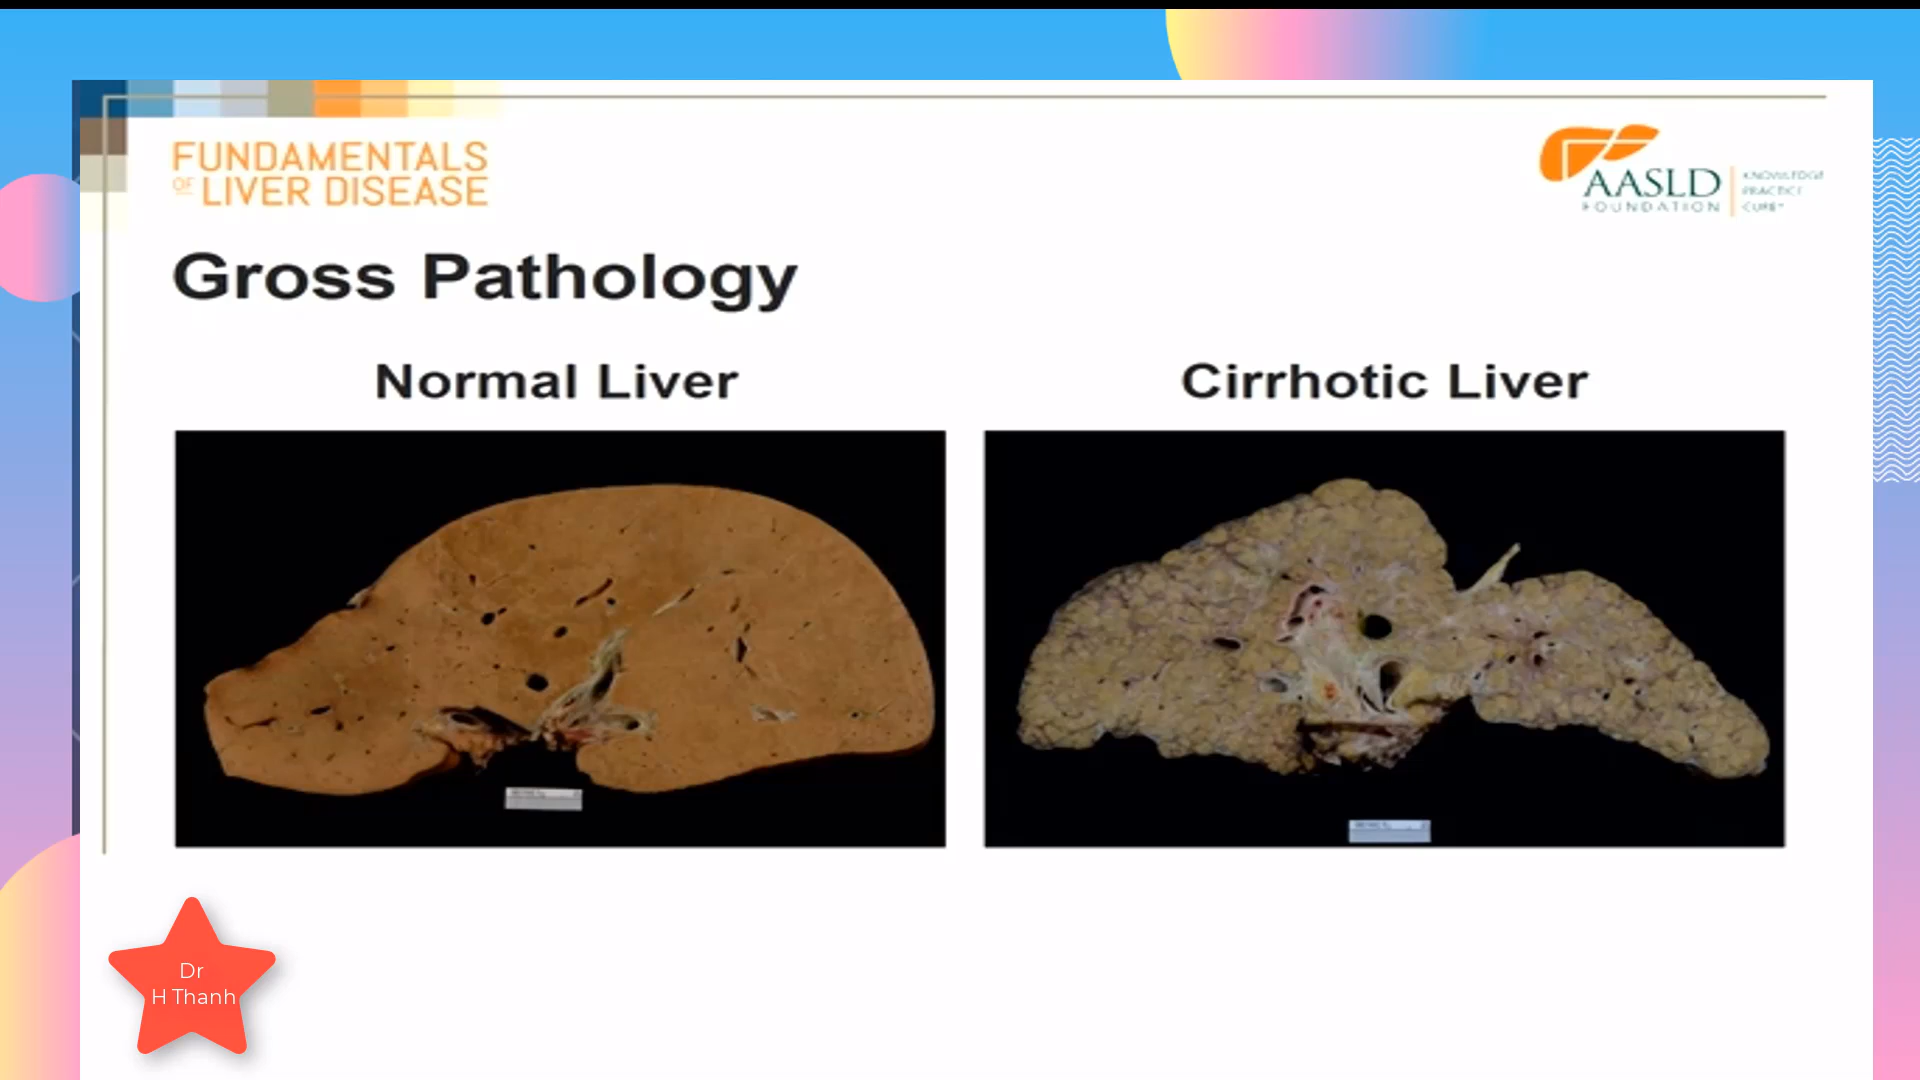 FUNDAMENTALS
OF LIVER DISEASE
AASLD
FOUNDATION
KNOWLEDGE
PRACTICE
CURE
Gross Pathology
Normal Liver
Cirrhotic Liver
Dr
H Thanh